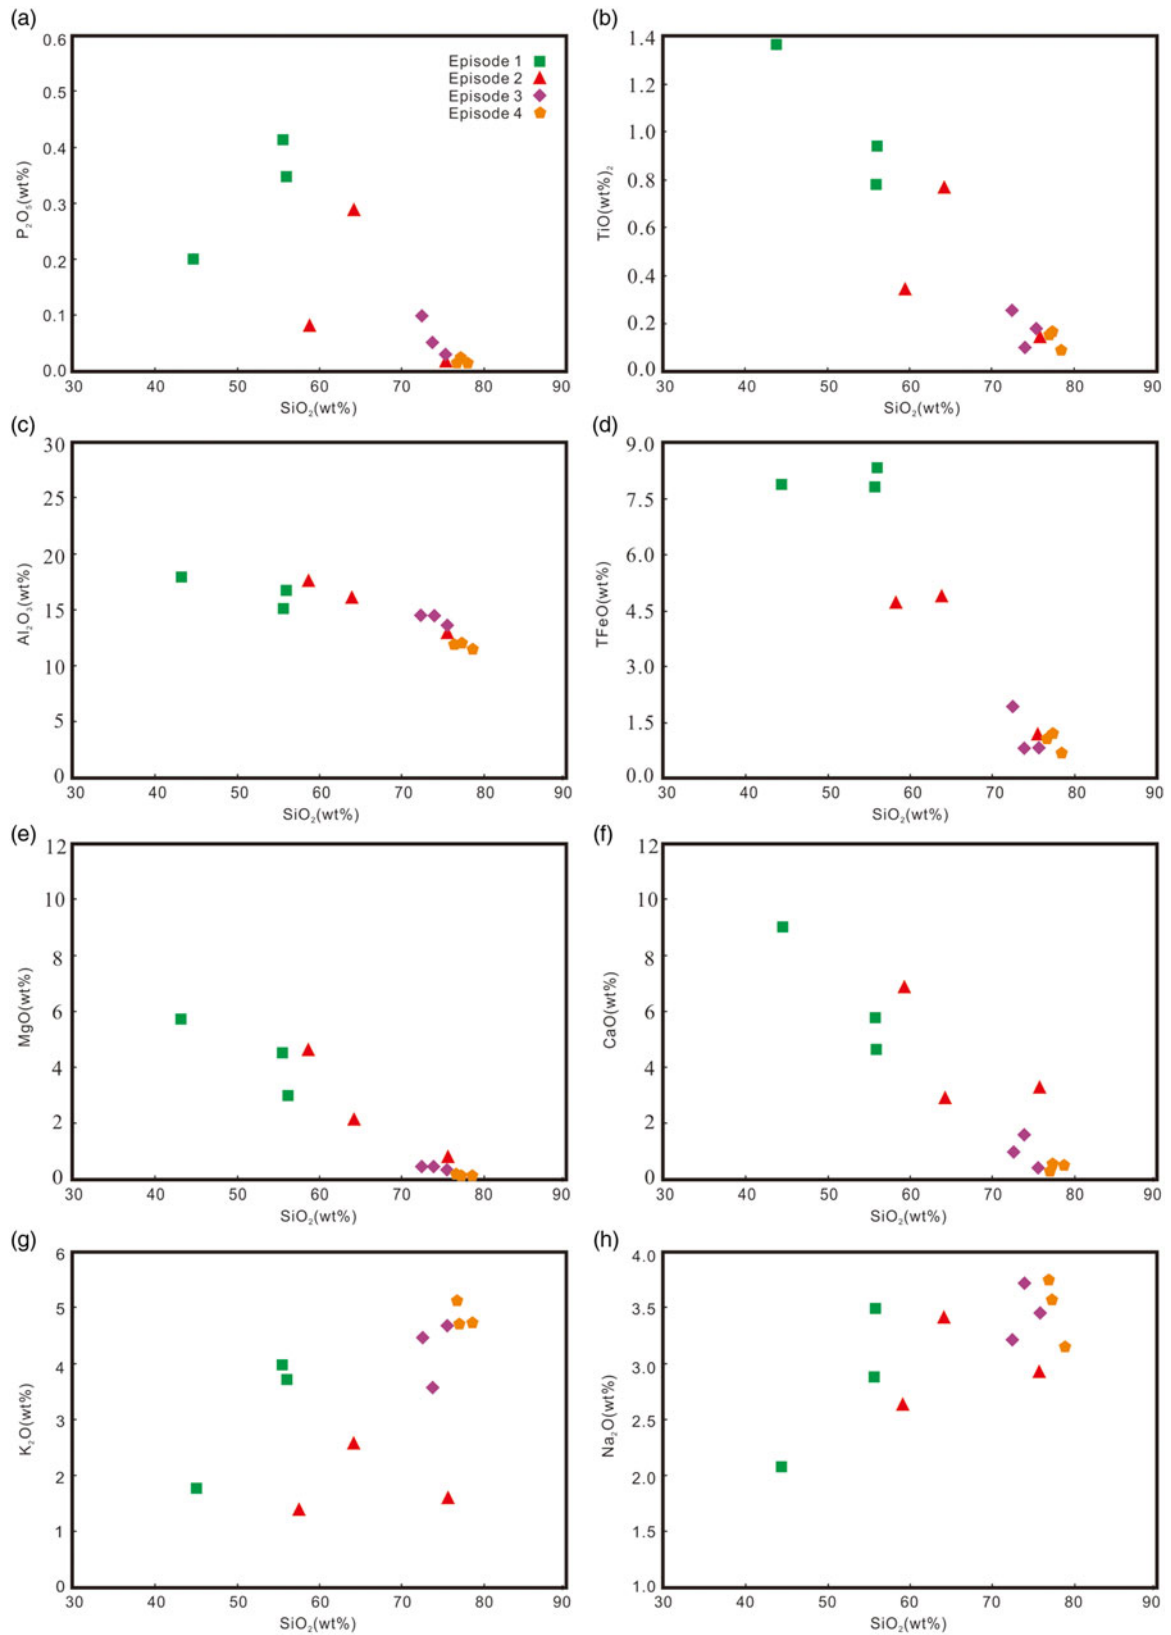 (a)
0.6
0.5
0.4
0.3
0.2
0.1
0.0
P₂O₅(wt%)
Episode 1
Episode 2
Episode 3
Episode 4
30 40 50 60 70 80 90
SiO₂(wt%)
(b)
1.4
1.2
1.0
0.8
0.6
0.4
0.2
0.0
TiO(wt%)₂
30 40 50 60 70 80 90
SiO₂(wt%)
(c)
30
25
20
15
10
5
0
Al₂O₃(wt%)
30 40 50 60 70 80 90
SiO₂(wt%)
(d)
9.0
7.5
6.0
4.5
3.0
1.5
0.0
TFeO(wt%)
30 40 50 60 70 80 90
SiO₂(wt%)
(e)
12
10
8
6
4
2
0
MgO(wt%)
30 40 50 60 70 80 90
SiO₂(wt%)
(f)
12
10
8
6
4
2
0
CaO(wt%)
30 40 50 60 70 80 90
SiO₂(wt%)
(g)
6
5
4
3
2
1
0
K₂O(wt%)
30 40 50 60 70 80 90
SiO₂(wt%)
(h)
4.0
3.5
3.0
2.5
2.0
1.5
1.0
Na₂O(wt%)
30 40 50 60 70 80 90
SiO₂(wt%)